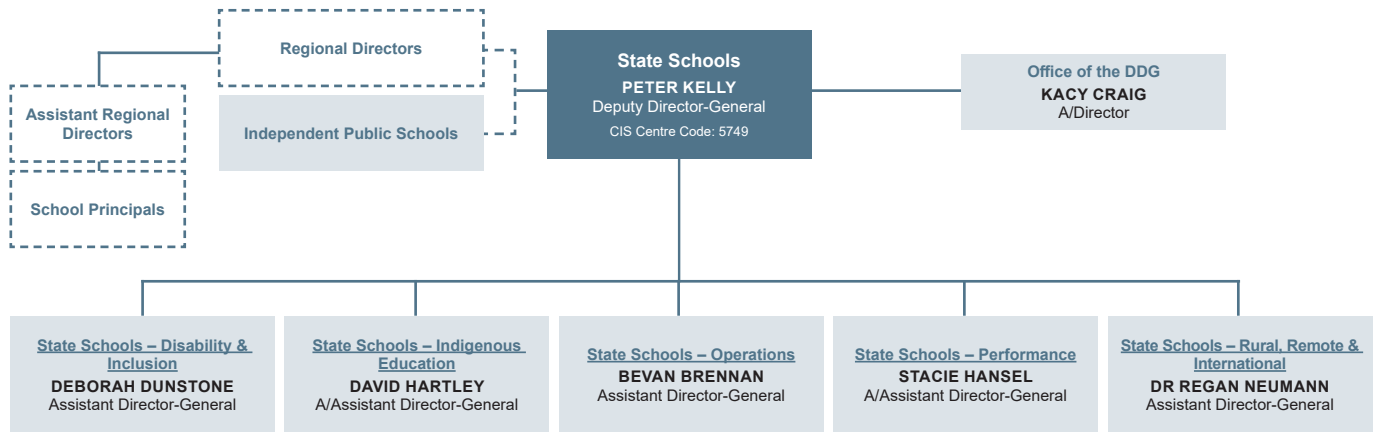 Regional Directors
Independent Public Schools
Assistant Regional
Directors
School Principals
State Schools
PETER KELLY
Deputy Director-General
CIS Centre Code: 5749
Office of the DDG
KACY CRAIG
A/Director
State Schools – Disability &
Inclusion
DEBORAH DUNSTONE
Assistant Director-General
State Schools – Indigenous
Education
DAVID HARTLEY
A/Assistant Director-General
State Schools – Operations
BEVAN BRENNAN
Assistant Director-General
State Schools – Performance
STACIE HANSEL
A/Assistant Director-General
State Schools – Rural, Remote &
International
DR REGAN NEUMANN
Assistant Director-General